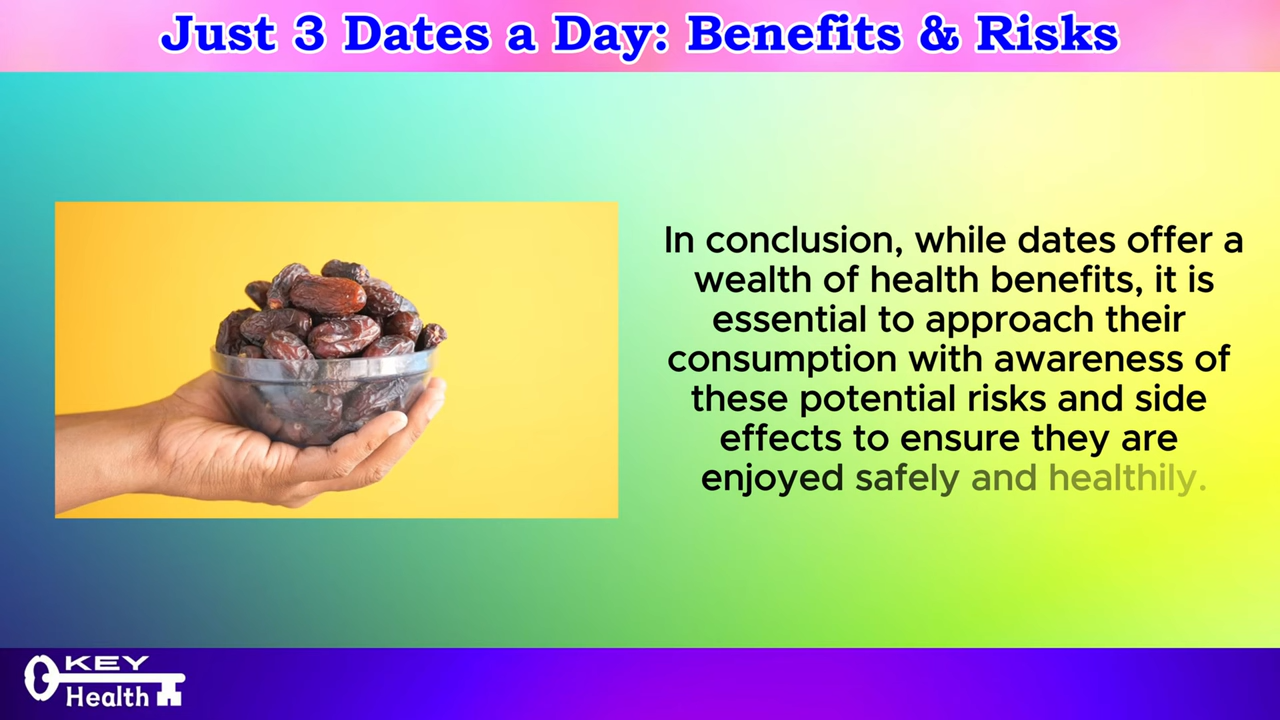 Just 3 Dates a Day: Benefits & Risks
In conclusion, while dates offer a
wealth of health benefits, it is
essential to approach their
consumption with awareness of
these potential risks and side
effects to ensure they are
enjoyed safely and healthily.
KEY
Health